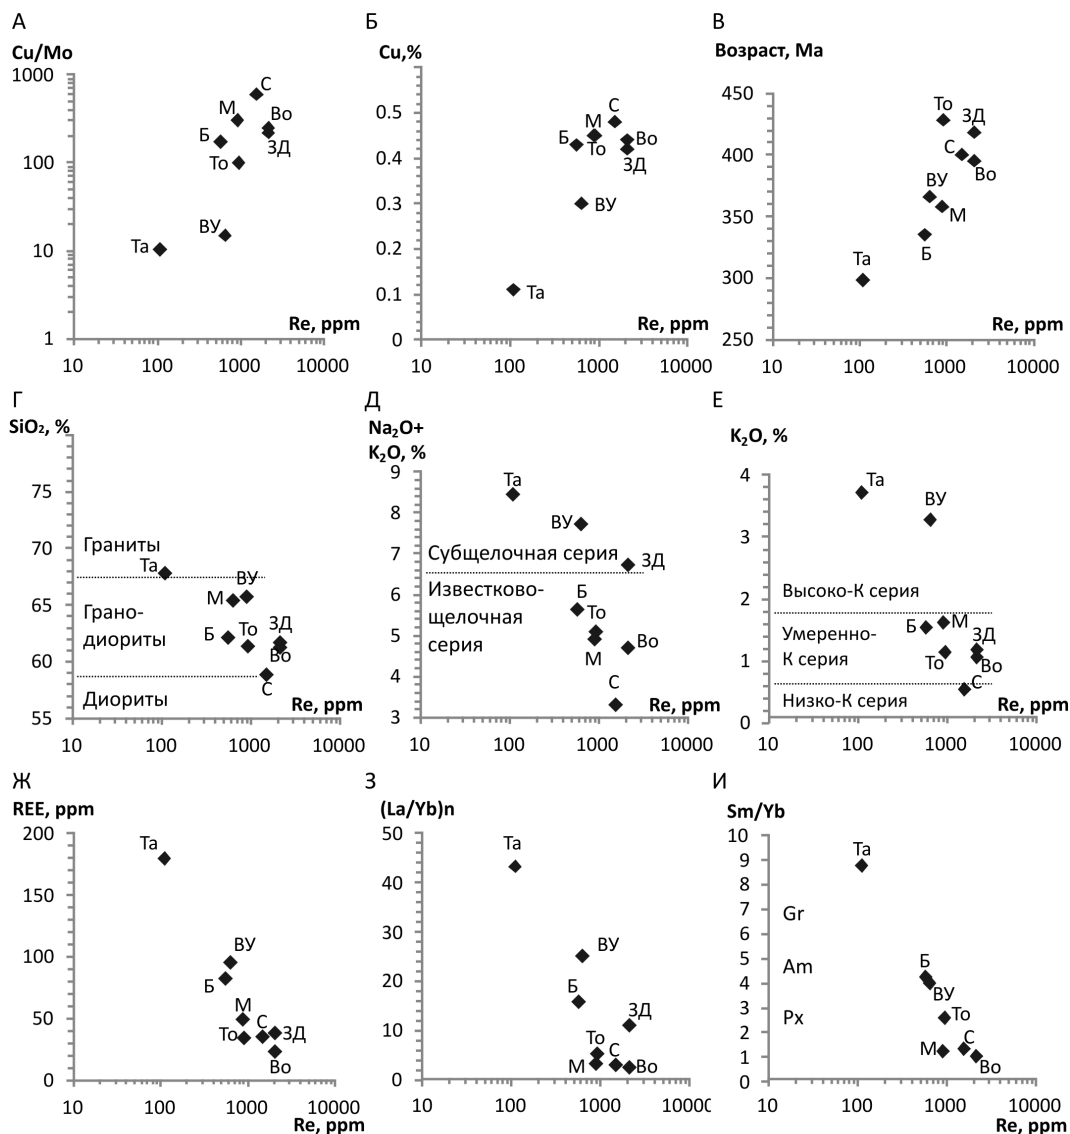 А
Cu/Mo
1000
100
10
1
10 100 1000 10000
Re, ppm
С
М
Во
Б
ЗД
То
ВУ
Та
Б
Cu,%
0.5
0.4
0.3
0.2
0.1
0
10 100 1000 10000
Re, ppm
С
М
Б
Во
То
ЗД
ВУ
Та
В
Возраст, Ма
450
400
350
300
250
10 100 1000 10000
Re, ppm
То
ЗД
С
Во
ВУ
М
Б
Та
Г
SiO₂, %
75
70
65
60
55
10 100 1000 10000
Re, ppm
Граниты
Та
ВУ
М
Грано-
диориты
Б
То
ЗД
Во
С
Диориты
Д
Na₂O+
K₂O, %
9
8
7
6
5
4
3
10 100 1000 10000
Re, ppm
Та
ВУ
Субщелочная серия
ЗД
Известково-
щелочная
серия
Б
То
М
Во
С
Е
K₂O, %
4
3
2
1
0
10 100 1000 10000
Re, ppm
Та
ВУ
Высоко-К серия
Б
М
Умеренно-
К серия
То
ЗД
Во
С
Низко-К серия
Ж
REE, ppm
200
150
100
50
0
10 100 1000 10000
Re, ppm
Та
ВУ
Б
М
То
С
ЗД
Во
З
(La/Yb)n
50
40
30
20
10
0
10 100 1000
Re, ppm
Та
ВУ
Б
ЗД
То
С
М
Во
И
Sm/Yb
10
9
8
7
6
5
4
3
2
1
0
10 100 1000 10000
Re, ppm
Та
Gr
Am
Px
Б
ВУ
То
М
С
Во